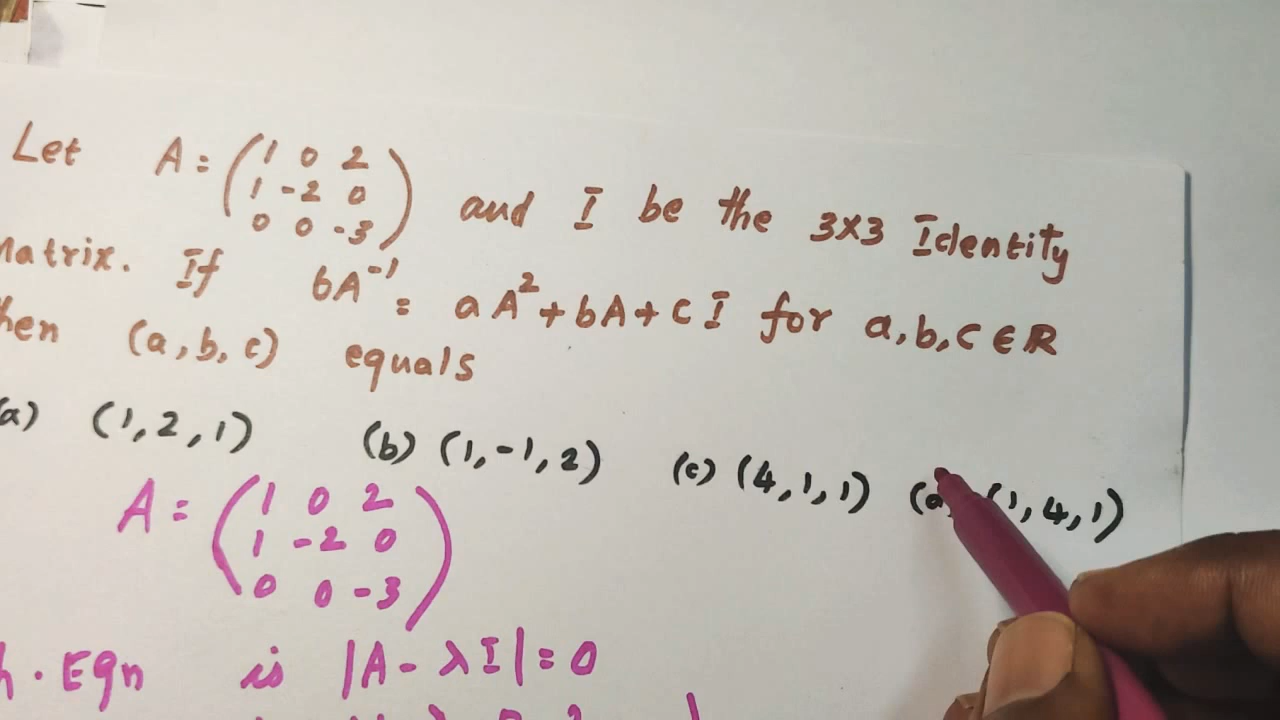 Let A = (1 0 2 1 -2 0 0 0 -3) and I be the 3x3 Identity
Matrix. If 6A⁻¹ = aA² + bA + cI for a, b, c ∈ ℝ
then (a, b, c) equals
(a) (1, 2, 1) (b) (1, -1, 2) (c) (4, 1, 1) (1, 4, 1)
A = (1 0 2 1 -2 0 0 0 -3)
Eqn is |A - λI| = 0